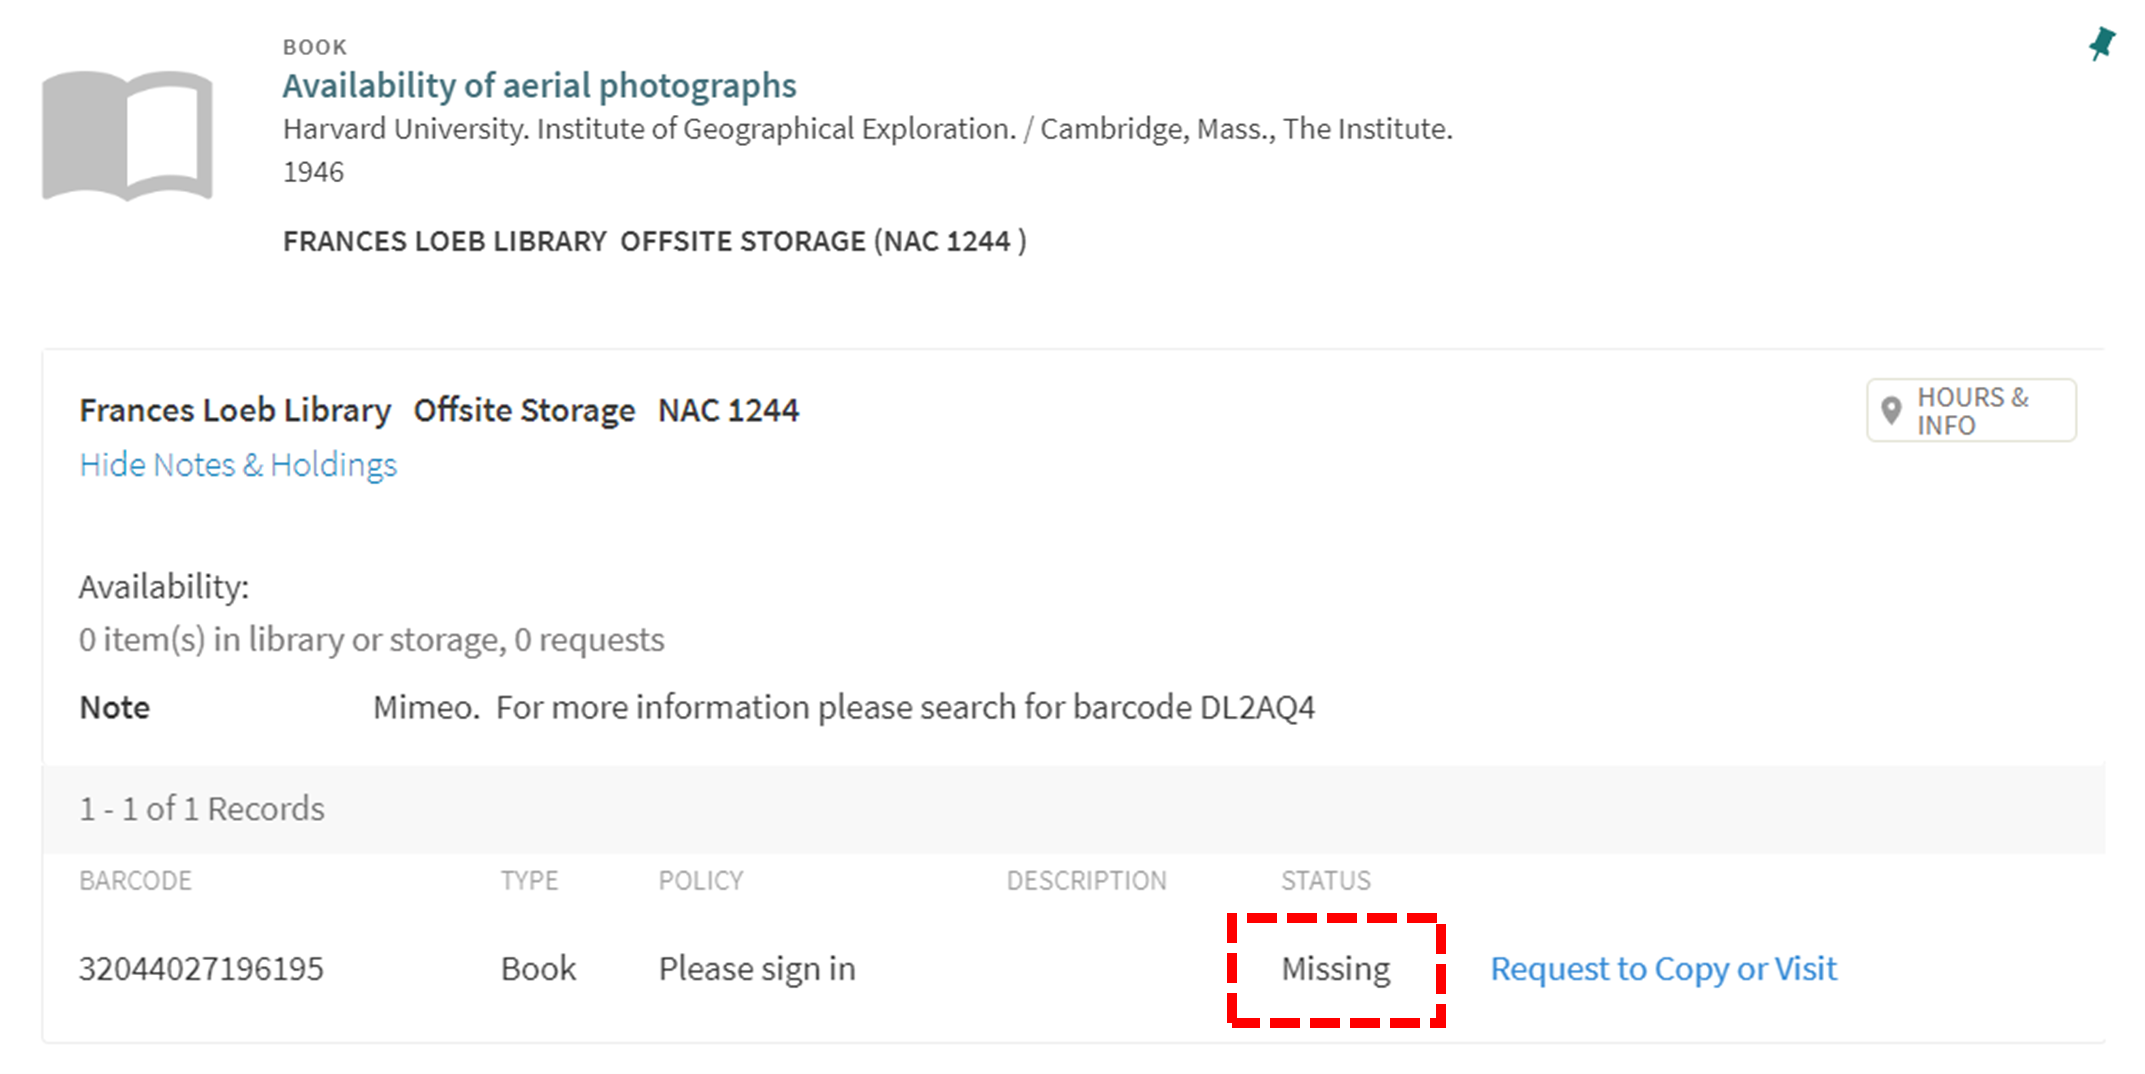 BOOK
Availability of aerial photographs
Harvard University. Institute of Geographical Exploration. / Cambridge, Mass., The Institute.
1946
FRANCES LOEB LIBRARY  OFFSITE STORAGE (NAC 1244 )
Frances Loeb Library  Offsite Storage  NAC 1244
HOURS &
INFO
Hide Notes & Holdings
Availability:
0 item(s) in library or storage, 0 requests
Note  Mimeo.  For more information please search for barcode DL2AQ4
1 - 1 of 1 Records
BARCODE  TYPE  POLICY  DESCRIPTION  STATUS
32044027196195  Book  Please sign in  Missing  Request to Copy or Visit